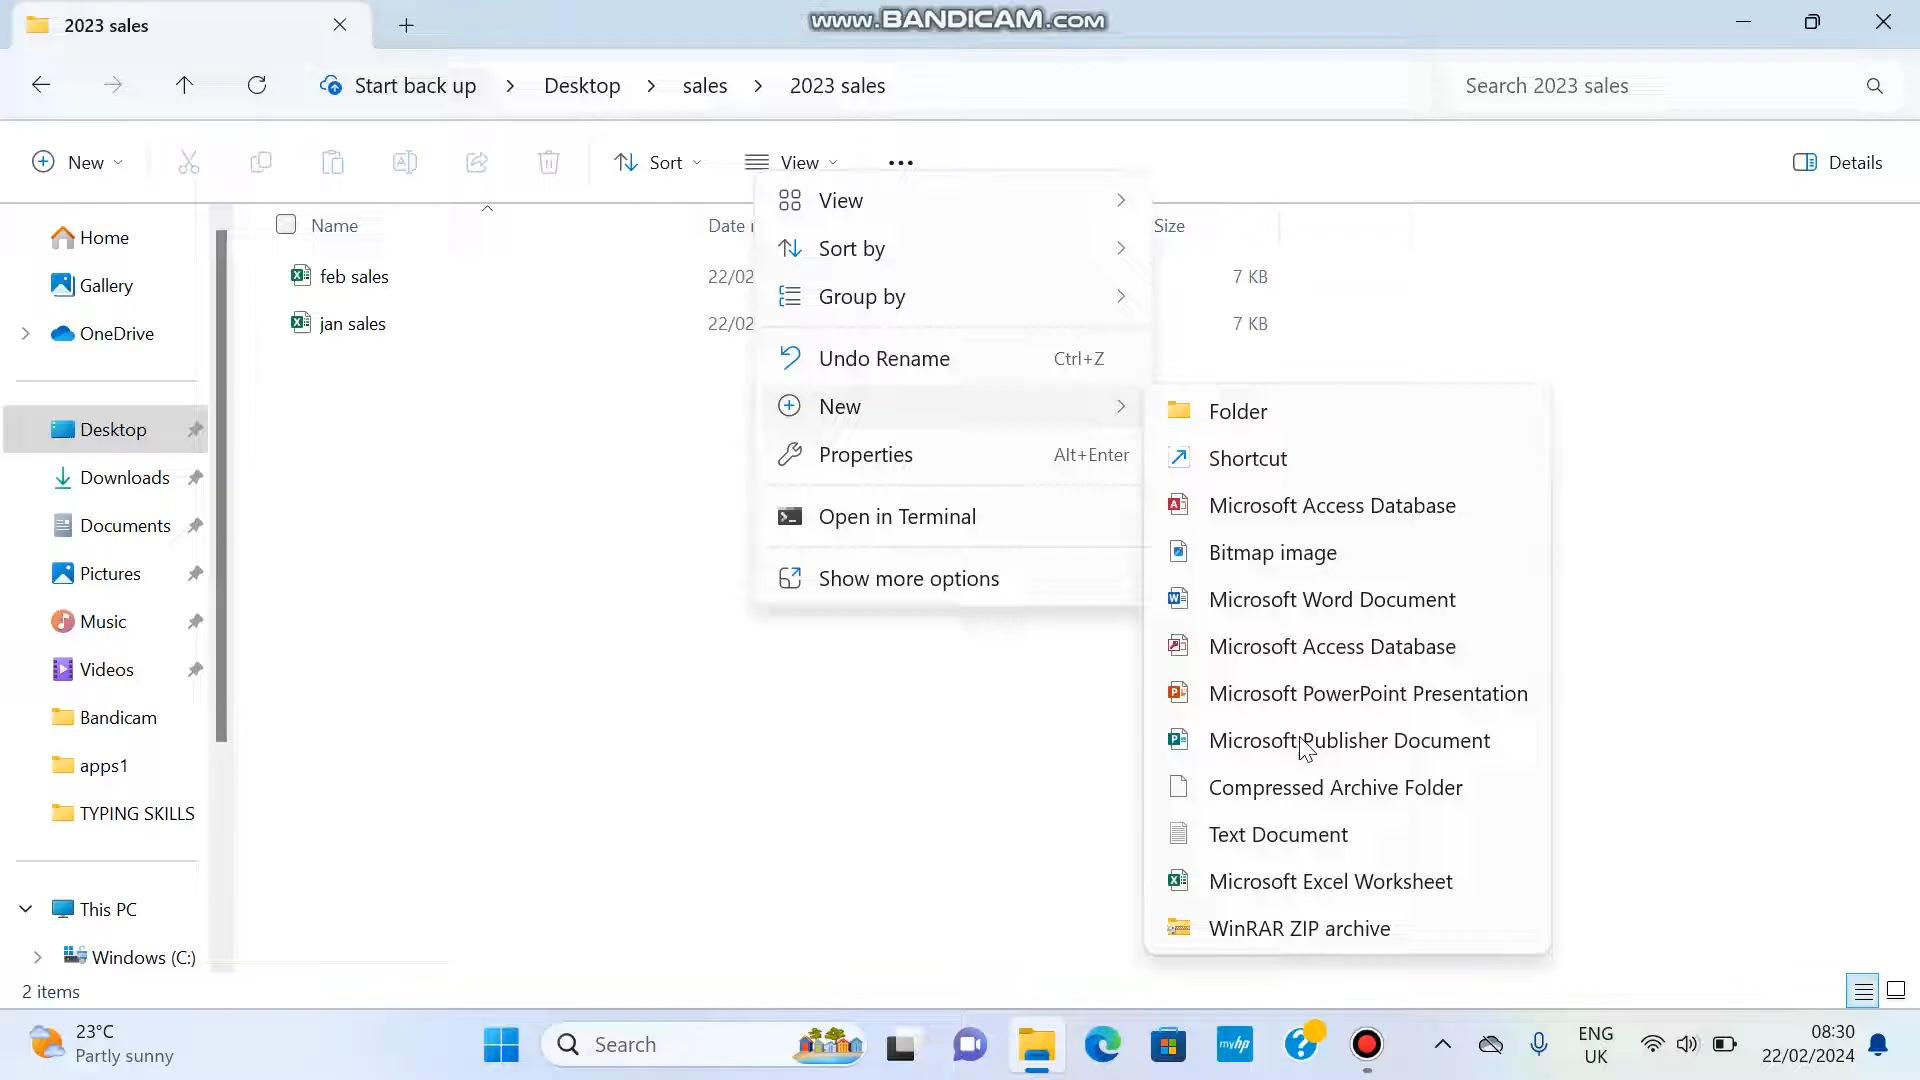 2023 sales
www.BANDICAM.com
Start back up
Desktop
sales
2023 sales
Search 2023 sales
New
Sort
View
Details
Name
Date
Size
feb sales
22/02
7 KB
jan sales
22/02
7 KB
Home
Gallery
OneDrive
Desktop
Downloads
Documents
Pictures
Music
Videos
Bandicam
apps1
TYPING SKILLS
This PC
Windows (C:)
2 items
View
Sort by
Group by
Undo Rename Ctrl+Z
New
Properties Alt+Enter
Open in Terminal
Show more options
Folder
Shortcut
Microsoft Access Database
Bitmap image
Microsoft Word Document
Microsoft Access Database
Microsoft PowerPoint Presentation
Microsoft Publisher Document
Compressed Archive Folder
Text Document
Microsoft Excel Worksheet
WinRAR ZIP archive
23°C
Partly sunny
Search
myhp
ENG
UK
08:30
22/02/2024